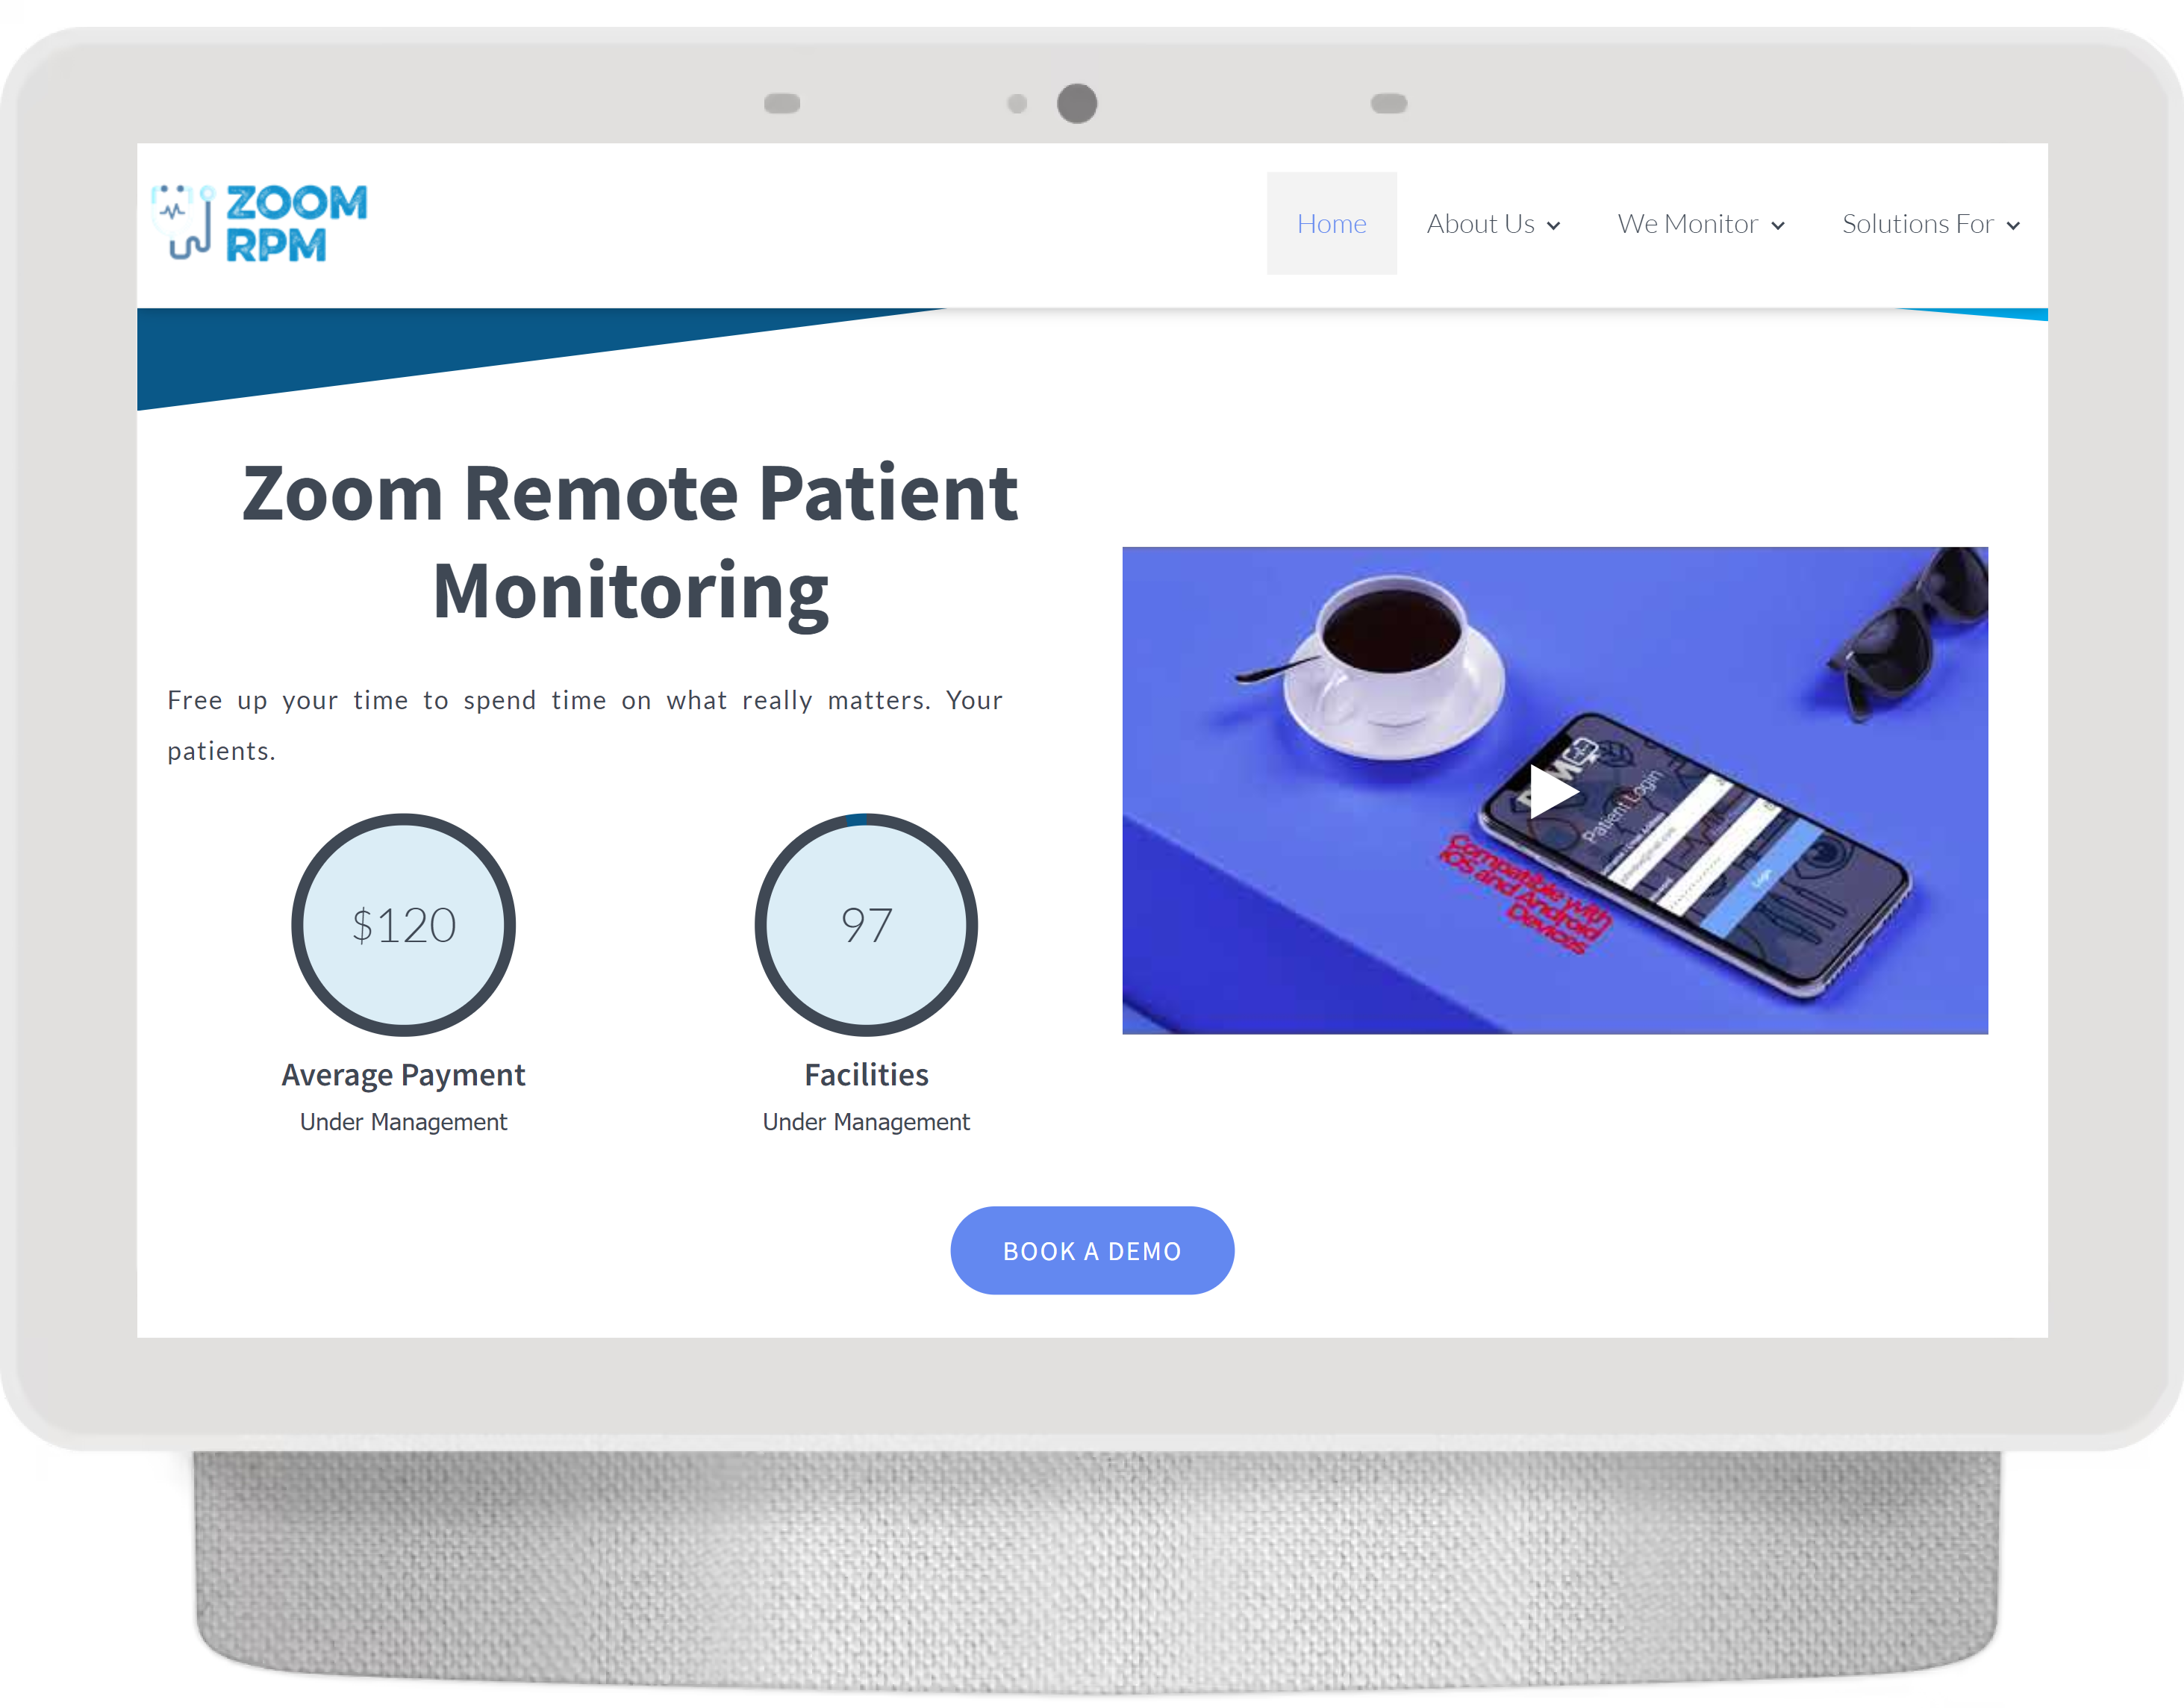 ZOOM
RPM
Home
About Us
We Monitor
Solutions For
Zoom Remote Patient
Monitoring
Free up your time to spend time on what really matters. Your
patients.
$120
Average Payment
Under Management
97
Facilities
Under Management
Patient Login
Login
Compatible with
iOS and Android
Devices
BOOK A DEMO